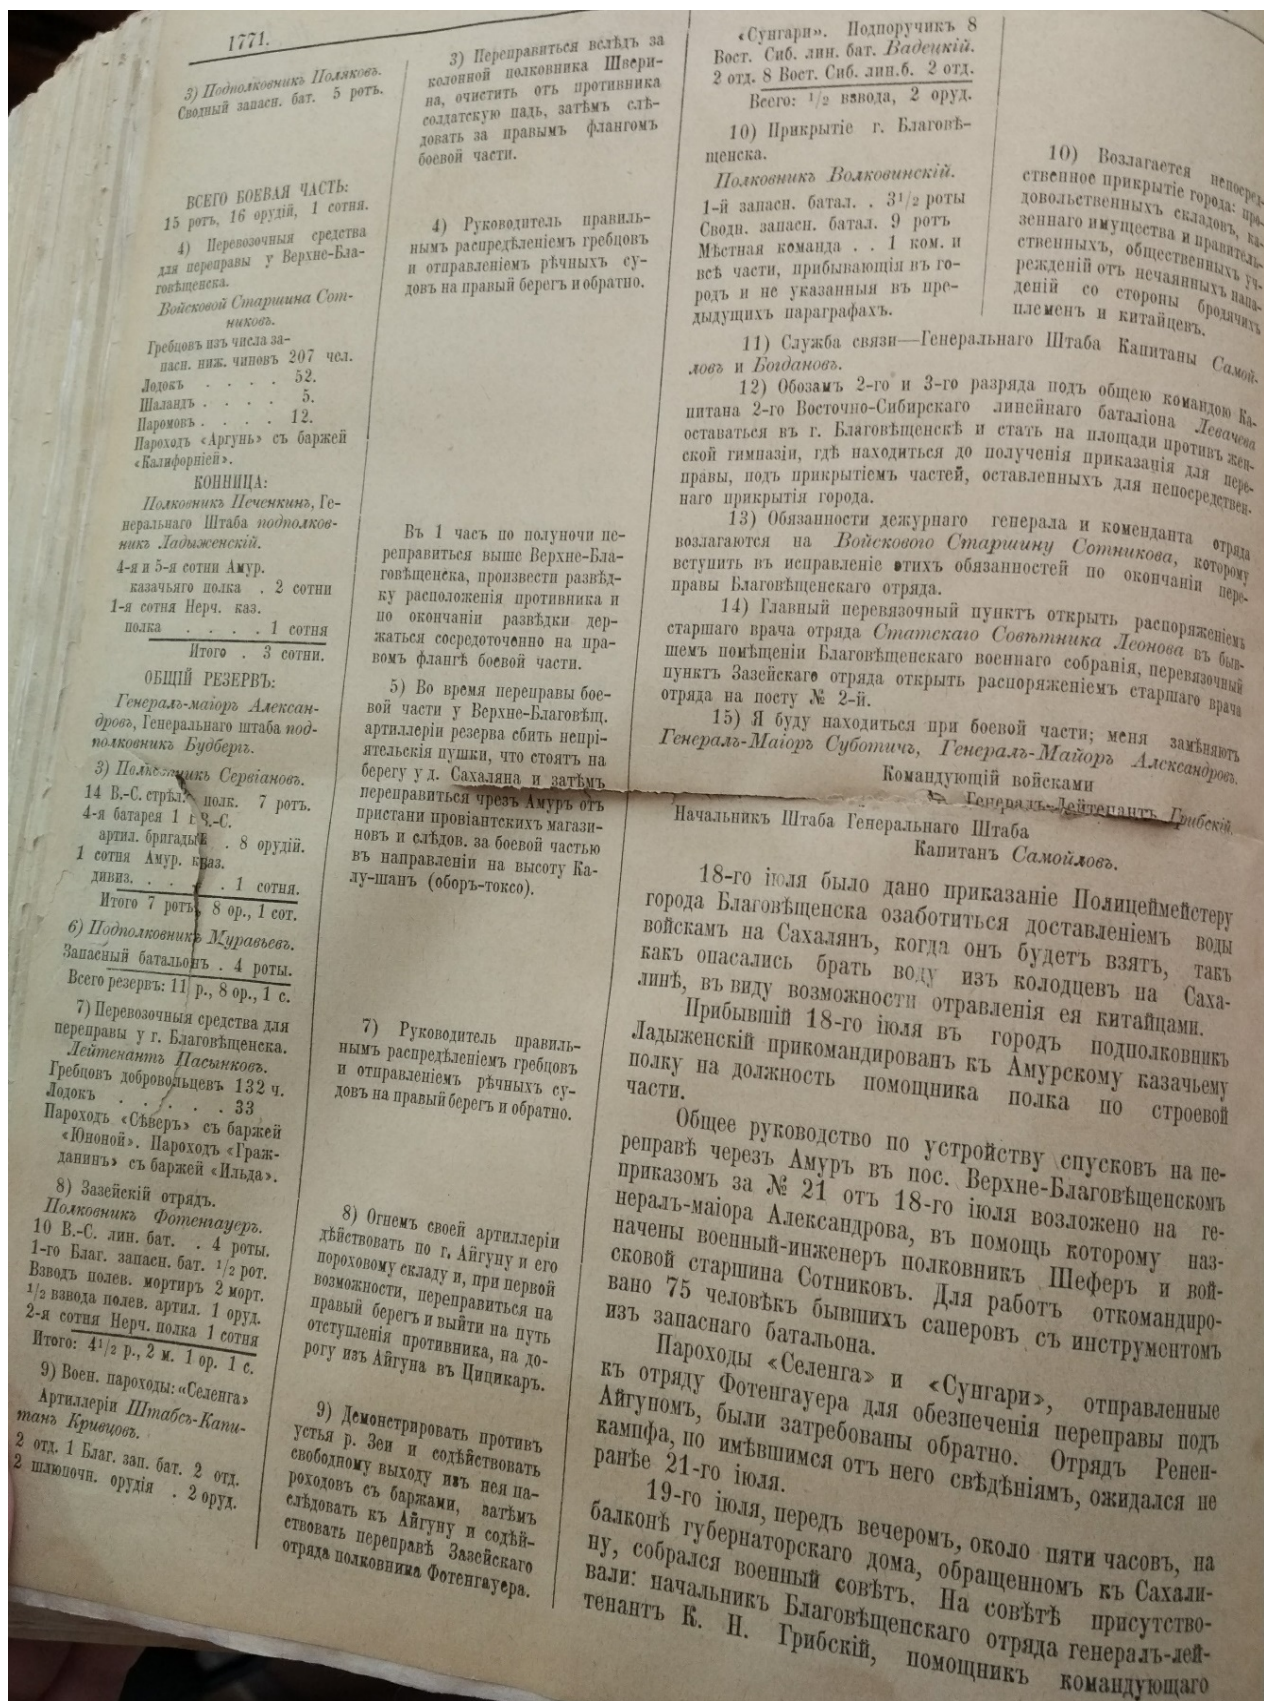 1771.
3) Подполковникъ Поляковъ.
Сводный запасн. бат. 5 ротъ.
ВСЕГО БОЕВАЯ ЧАСТЬ:
15 ротъ, 16 орудій, 1 сотня.
4) Перевозочныя средства
для переправы у Верхне-Бла-
говѣщенска.
Войсковой Старшина Сот-
никовъ.
Гребцовъ изъ числа за-
пасн. ниж. чиновъ 207 чел.
Лодокъ . . . . 52.
Шаландъ . . . . 5.
Паромовъ . . . . 12.
Пароходъ «Аргунь» съ баржей
«Калифорніей».
КОННИЦА:
Полковникъ Печенкинъ, Ге-
неральнаго Штаба подполков-
никъ Ладыженскій.
4-я и 5-я сотни Амур.
казачьяго полка . 2 сотни
1-я сотня Нерч. каз.
полка . . . . 1 сотня
Итого . 3 сотни.
ОБЩІЙ РЕЗЕРВЪ:
Генералъ-маіоръ Алексан-
дровъ, Генеральнаго штаба под-
полковникъ Будбергъ.
3) Полковникъ Сервіановъ.
14 В.-С. стрѣл. полк. 7 ротъ.
4-я батарея 1 В.-С.
артил. бригады . 8 орудій.
1 сотня Амур. каз.
дивиз. . . . . 1 сотня.
Итого 7 ротъ, 8 ор., 1 сот.
6) Подполковникъ Муравьевъ.
Запасный батальонъ . 4 роты.
Всего резервъ: 11 р., 8 ор., 1 с.
7) Перевозочныя средства для
переправы у г. Благовѣщенска.
Лейтенантъ Пасынковъ.
Гребцовъ добровольцевъ 132 ч.
Лодокъ . . . . . 33
Пароходъ «Сѣверъ» съ баржей
«Юноной». Пароходъ «Граж-
данинъ» съ баржей «Ильда».
8) Зазейскій отрядъ.
Полковникъ Фотенгауеръ.
10 В.-С. лин. бат. . 4 роты.
1-го Благ. запасн. бат. 1/2 рот.
Взводъ полев. мортиръ 2 морт.
1/2 взвода полев. артил. 1 оруд.
2-я сотня Нерч. полка 1 сотня
Итого: 4 1/2 р., 2 м. 1 ор. 1 с.
9) Воен. пароходы: «Селенга»
Артиллеріи Штабсъ-Капи-
танъ Кривцовъ.
2 отд. 1 Благ. зап. бат. 2 отд.
2 шлюпочн. орудія . 2 оруд.
3) Переправиться вслѣдъ за
колонной полковника Швери-
на, очистить отъ противника
солдатскую падь, затѣмъ слѣ-
довать за правымъ флангомъ
боевой части.
4) Руководитель правиль-
нымъ распредѣленіемъ гребцовъ
и отправленіемъ рѣчныхъ су-
довъ на правый берегъ и обратно.
Въ 1 часъ по полуночи пе-
реправиться выше Верхне-Бла-
говѣщенска, произвести развѣд-
ку расположенія противника и
по окончаніи развѣдки дер-
жаться сосредоточенно на пра-
вомъ флангѣ боевой части.
5) Во время переправы бое-
вой части у Верхне-Благовѣщ.
артиллеріи резерва сбить непрі-
ятельскія пушки, что стоятъ на
берегу у д. Сахаляна и затѣмъ
переправиться чрезъ Амуръ отъ
пристани провіантскихъ магази-
новъ и слѣдов. за боевой частью
въ направленіи на высоту Ка-
лу-шанъ (оборъ-токсо).
7) Руководитель правиль-
нымъ распредѣленіемъ гребцовъ
и отправленіемъ рѣчныхъ су-
довъ на правый берегъ и обратно.
8) Огнемъ своей артиллеріи
дѣйствовать по г. Айгуну и его
пороховому складу и, при первой
возможности, переправиться на
правый берегъ и выйти на путь
отступленія противника, на до-
рогу изъ Айгуна въ Цицикаръ.
9) Демонстрировать противъ
устья р. Зеи и содѣйствовать
свободному выходу изъ нея па-
роходовъ съ баржами, затѣмъ
слѣдовать къ Айгуну и содѣй-
ствовать переправѣ Зазейскаго
отряда полковника Фотенгауера.
«Сунгари». Подпоручикъ 8
Вост. Сиб. лин. бат. Вадецкій.
2 отд. 8 Вост. Сиб. лин.б. 2 отд.
Всего: 1/2 взвода, 2 оруд.
10) Прикрытіе г. Благовѣ-
щенска.
Полковникъ Волковинскій.
1-й запасн. батал. . 3 1/2 роты
Сводн. запасн. батал. 9 ротъ
Мѣстная команда . . 1 ком. и
всѣ части, прибывающія въ го-
родъ и не указанныя въ пре-
дыдущихъ параграфахъ.
10) Возлагается непосред-
ственное прикрытіе города: про-
довольственныхъ складовъ, ка-
зеннаго имущества и правитель-
ственныхъ, общественныхъ уч-
режденій отъ нечаянныхъ напа-
деній со стороны бродячихъ
племенъ и китайцевъ.
11) Служба связи—Генеральнаго Штаба Капитаны Самой-
ловъ и Богдановъ.
12) Обозамъ 2-го и 3-го разряда подъ общею командою Ка-
питана 2-го Восточно-Сибирскаго линейнаго баталіона Левачева
оставаться въ г. Благовѣщенскѣ и стать на площади противъ жен-
ской гимназіи, гдѣ находиться до полученія приказанія для пере-
правы, подъ прикрытіемъ частей, оставленныхъ для непосредствен-
наго прикрытія города.
13) Обязанности дежурнаго генерала и коменданта отряда
возлагаются на Войскового Старшину Сотникова, которому
вступить въ исправленіе этихъ обязанностей по окончаніи пере-
правы Благовѣщенскаго отряда.
14) Главный перевязочный пунктъ открыть распоряженіемъ
старшаго врача отряда Статскаго Совѣтника Леонова въ быв-
шемъ помѣщеніи Благовѣщенскаго военнаго собранія, перевязочный
пунктъ Зазейскаго отряда открыть распоряженіемъ старшаго врача
отряда на посту № 2-й.
15) Я буду находиться при боевой части; меня замѣняютъ
Генералъ-Маіоръ Суботичъ, Генералъ-Майоръ Александровъ.
Командующій войсками
Генералъ-Лейтенантъ Грибскій.
Начальникъ Штаба Генеральнаго Штаба
Капитанъ Самойловъ.
18-го іюля было дано приказаніе Полицеймейстеру
города Благовѣщенска озаботиться доставленіемъ воды
войскамъ на Сахалянъ, когда онъ будетъ взятъ, такъ
какъ опасались брать воду изъ колодцевъ на Саха-
линѣ, въ виду возможности отравленія ея китайцами.
Прибывшій 18-го іюля въ городъ подполковникъ
Ладыженскій прикомандированъ къ Амурскому казачьему
полку на должность помощника полка по строевой
части.
Общее руководство по устройству спусковъ на пе-
реправѣ черезъ Амуръ въ пос. Верхне-Благовѣщенскомъ
приказомъ за № 21 отъ 18-го іюля возложено на ге-
нералъ-маіора Александрова, въ помощь которому наз-
начены военный-инженеръ полковникъ Шеферъ и вой-
сковой старшина Сотниковъ. Для работъ откомандиро-
вано 75 человѣкъ бывшихъ саперовъ съ инструментомъ
изъ запаснаго батальона.
Пароходы «Селенга» и «Сунгари», отправленные
къ отряду Фотенгауера для обезпеченія переправы подъ
Айгуномъ, были затребованы обратно. Отрядъ Ренен-
кампфа, по имѣвшимся отъ него свѣдѣніямъ, ожидался не
ранѣе 21-го іюля.
19-го іюля, передъ вечеромъ, около пяти часовъ, на
балконѣ губернаторскаго дома, обращенномъ къ Сахали-
ну, собрался военный совѣтъ. На совѣтѣ присутство-
вали: начальникъ Благовѣщенскаго отряда генералъ-лей-
тенантъ К. Н. Грибскій, помощникъ командующаго